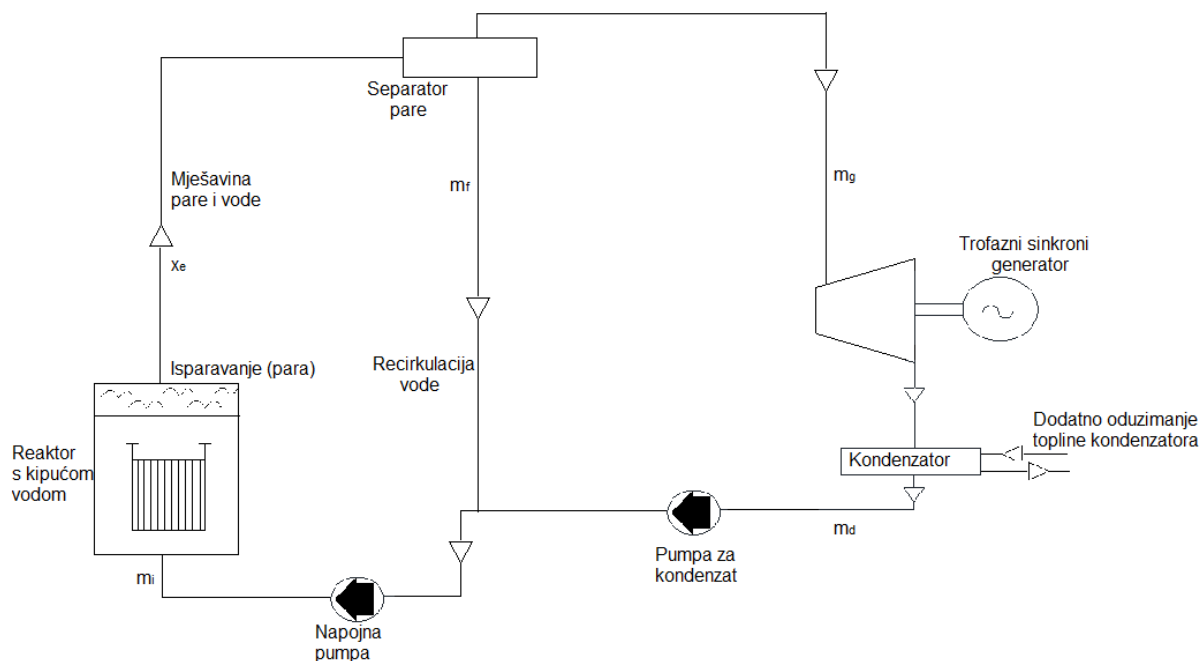 Separator
pare
Mješavina
pare i vode
mf
mg
Trofazni sinkroni
generator
xe
Isparavanje (para)
Recirkulacija
vode
Dodatno oduzimanje
topline kondenzatora
Reaktor
s kipućom
vodom
Kondenzator
md
Pumpa za
kondenzat
mi
Napojna
pumpa